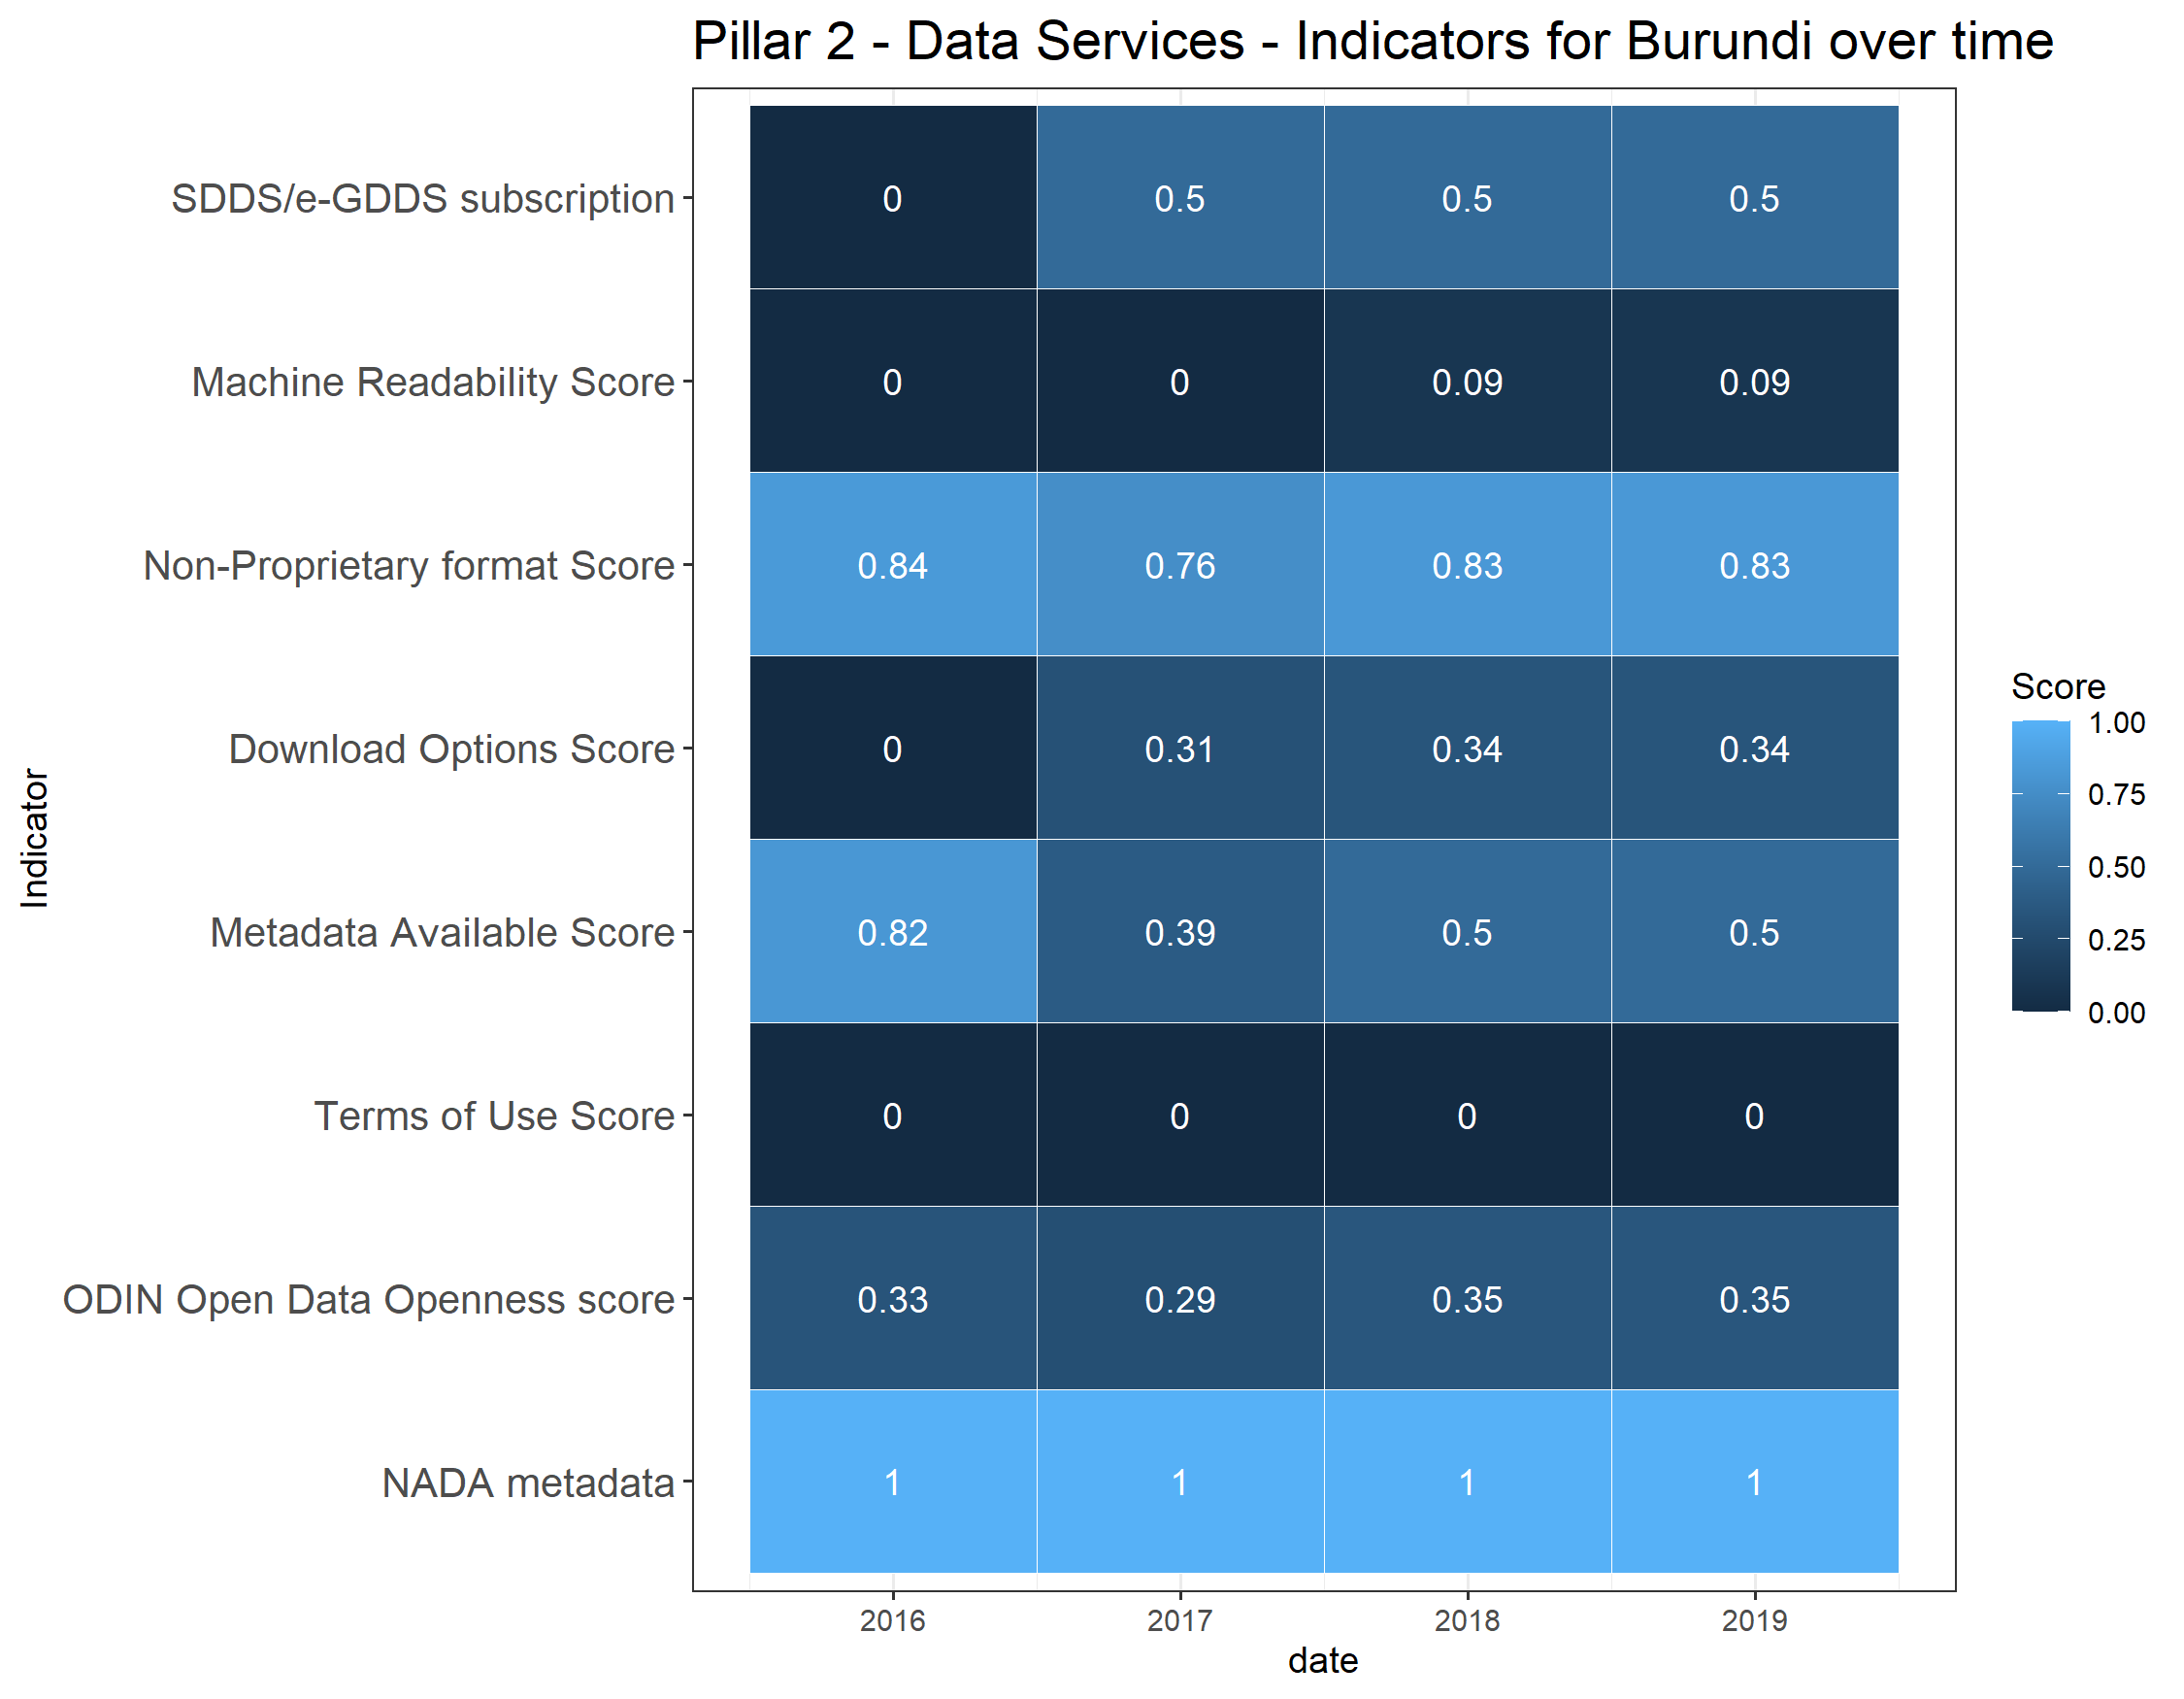 Pillar 2 - Data Services - Indicators for Burundi over time
SDDS/e-GDDS subscription 0 0.5 0.5 0.5
Machine Readability Score 0 0 0.09 0.09
Non-Proprietary format Score 0.84 0.76 0.83 0.83
Download Options Score 0 0.31 0.34 0.34
Metadata Available Score 0.82 0.39 0.5 0.5
Terms of Use Score 0 0 0 0
ODIN Open Data Openness score 0.33 0.29 0.35 0.35
NADA metadata 1 1 1 1
2016 2017 2018 2019
date
Indicator
Score
1.00
0.75
0.50
0.25
0.00